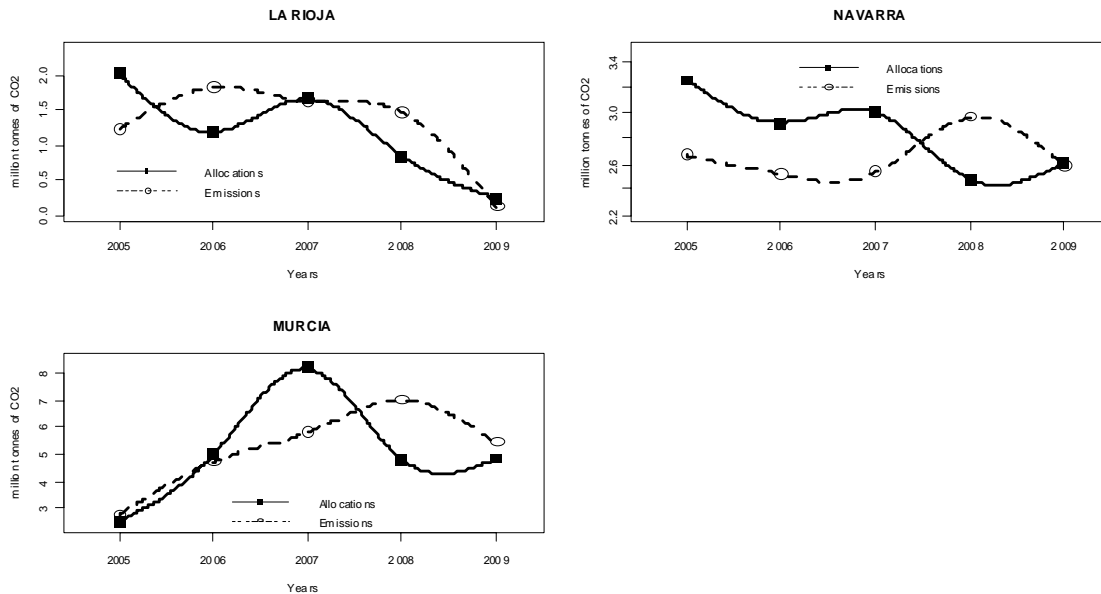 LA RIOJA
million tonnes of CO2
2.0
1.5
1.0
0.5
0.0
Allocations
Emissions
2005 2006 2007 2008 2009
Years
NAVARRA
million tonnes of CO2
3.4
3.0
2.6
2.2
Allocations
Emissions
2005 2006 2007 2008 2009
Years
MURCIA
million tonnes of CO2
8
7
6
5
4
3
Allocations
Emissions
2005 2006 2007 2008 2009
Years